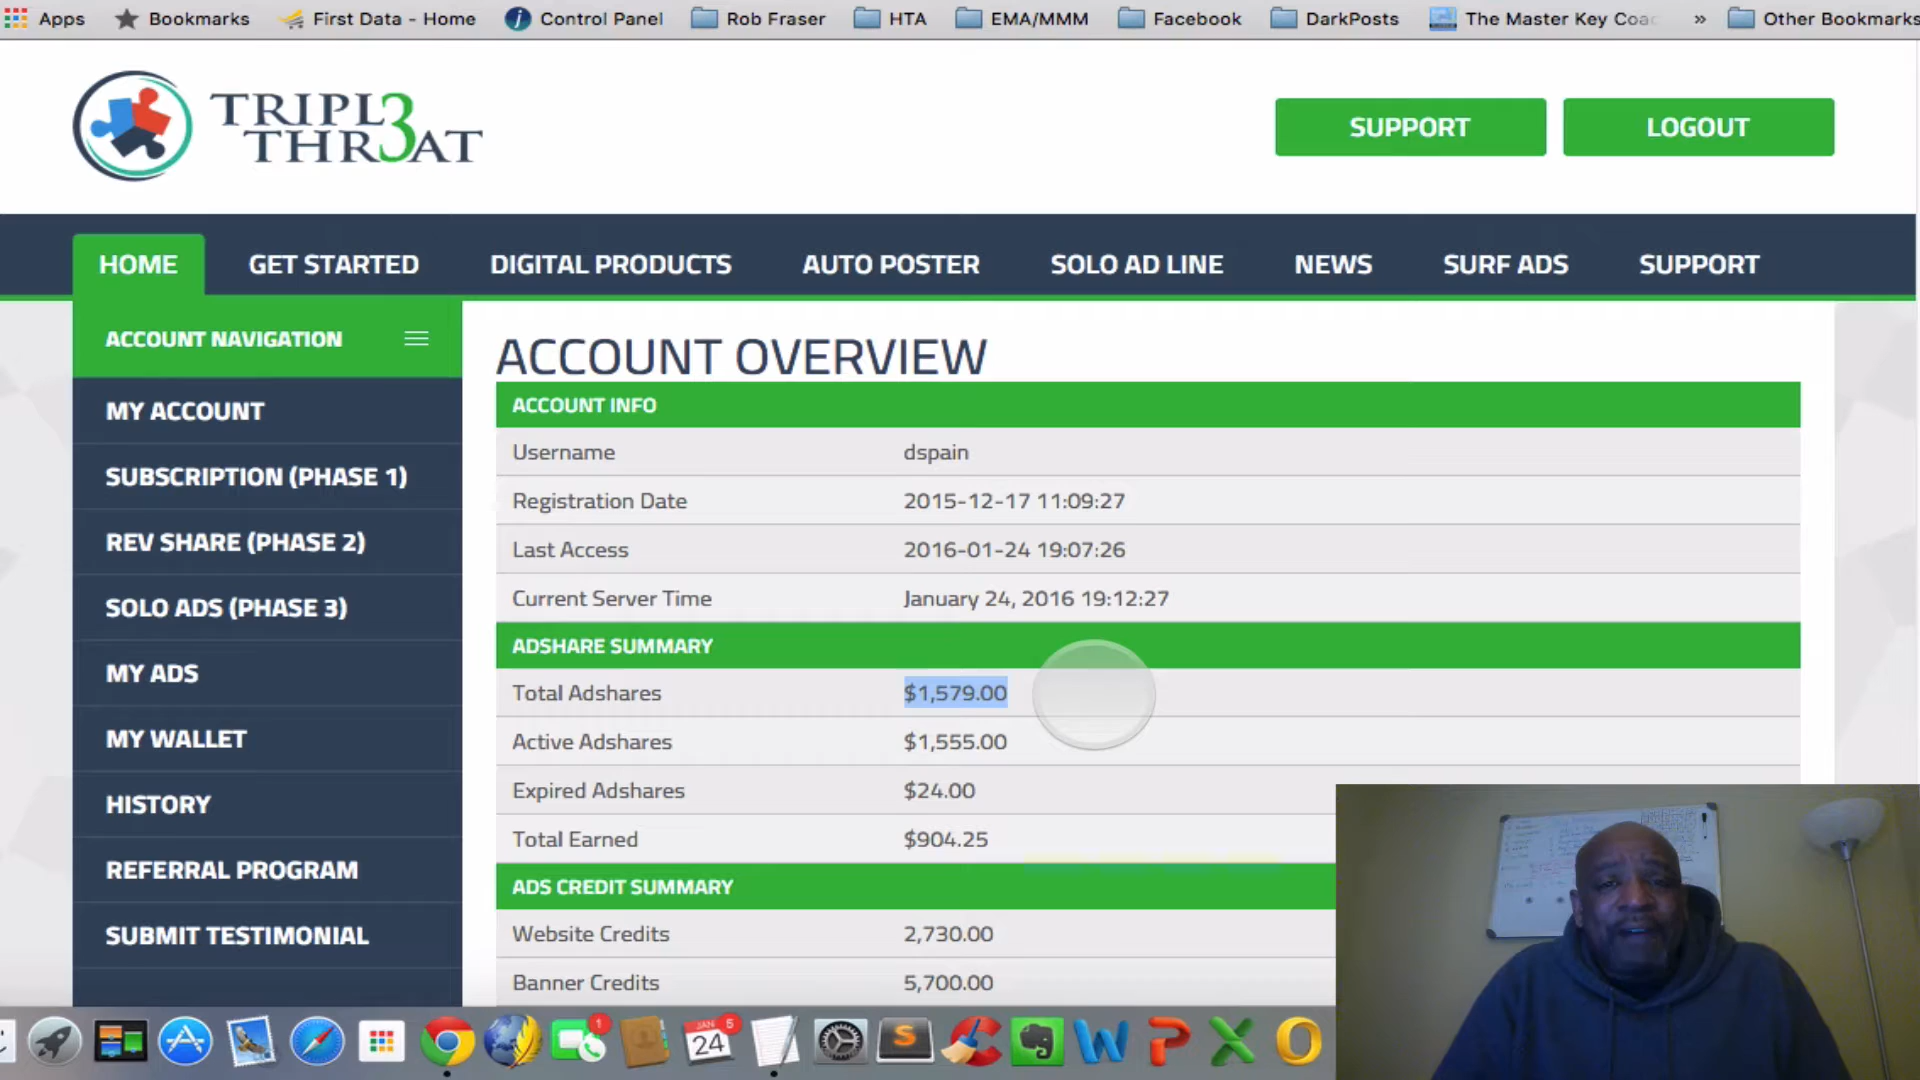 Apps Bookmarks First Data - Home Control Panel Rob Fraser HTA EMA/MMM Facebook DarkPosts The Master Key Coac » Other Bookmarks
TRIPL3
THR3AT
SUPPORT LOGOUT
HOME GET STARTED DIGITAL PRODUCTS AUTO POSTER SOLO AD LINE NEWS SURF ADS SUPPORT
ACCOUNT NAVIGATION
MY ACCOUNT
SUBSCRIPTION (PHASE 1)
REV SHARE (PHASE 2)
SOLO ADS (PHASE 3)
MY ADS
MY WALLET
HISTORY
REFERRAL PROGRAM
SUBMIT TESTIMONIAL
ACCOUNT OVERVIEW
ACCOUNT INFO
Username dspain
Registration Date 2015-12-17 11:09:27
Last Access 2016-01-24 19:07:26
Current Server Time January 24, 2016 19:12:27
ADSHARE SUMMARY
Total Adshares $1,579.00
Active Adshares $1,555.00
Expired Adshares $24.00
Total Earned $904.25
ADS CREDIT SUMMARY
Website Credits 2,730.00
Banner Credits 5,700.00
1
JAN 5
24
S
W P X O